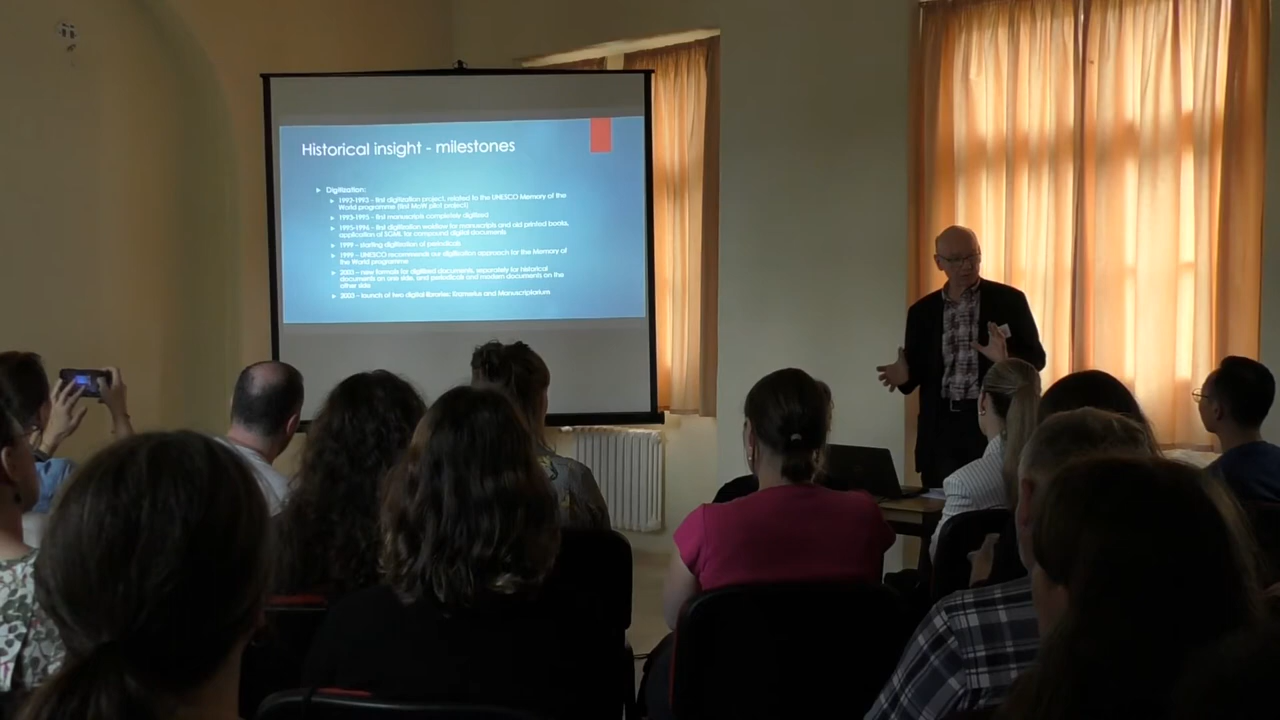 Historical insight - milestones
Digitization:
1992-1993 - first digitization project, related to the UNESCO Memory of the
World programme (first MoW pilot project)
1993-1995 - first manuscripts completely digitized
1995-1996 - first digitization workflow for manuscripts and old printed books,
application of SGML for compound digital documents
1999 - starting digitization of periodicals
1999 - UNESCO recommends our digitization approach for the Memory of
the World programme
2003 - new formats for digitized documents, separately for historical
documents on one side, and periodicals and modern documents on the
other side
2003 - launch of two digital libraries: Kramerius and Manuscriptorium